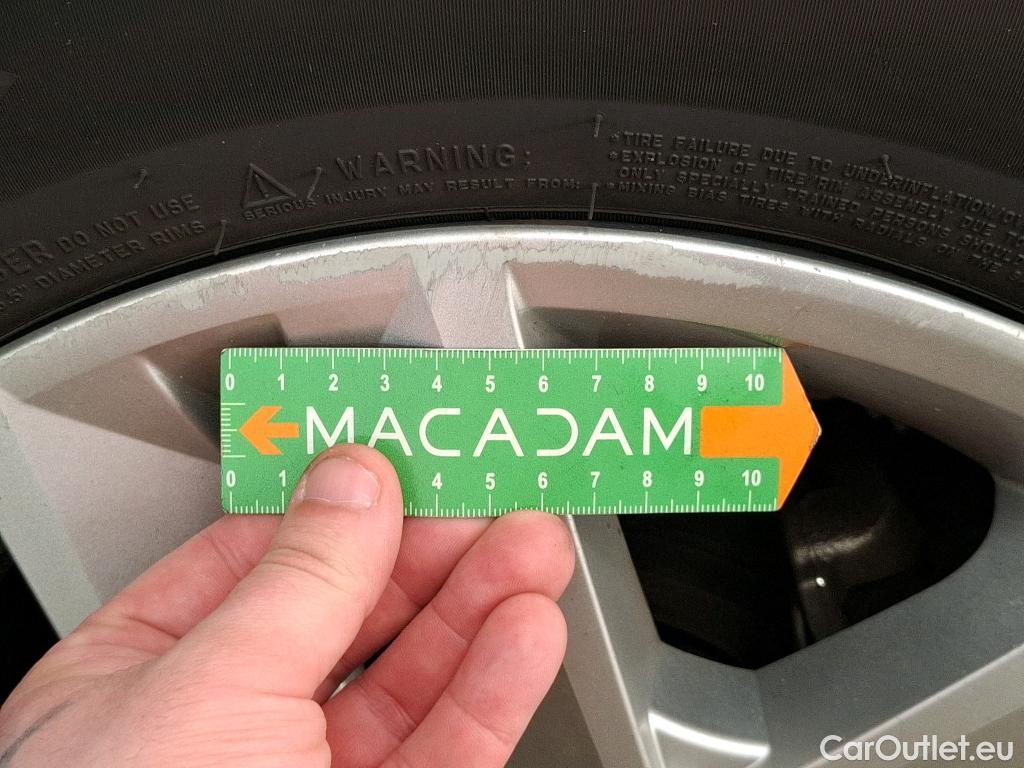 WARNING:
SERIOUS INJURY MAY RESULT FROM:
•TIRE FAILURE DUE TO UNDERINFLATION/
•EXPLOSION OF TIRE/RIM ASSEMBLY DUE TO
ONLY SPECIALLY TRAINED PERSONS SHOUL
•MIXING BIAS TIRES WITH RADIALS ON THE
DO NOT USE
DIAMETER RIMS
0 1 2 3 4 5 6 7 8 9 10
MACADAM
0 1 4 5 6 7 8 9 10
CarOutlet.eu